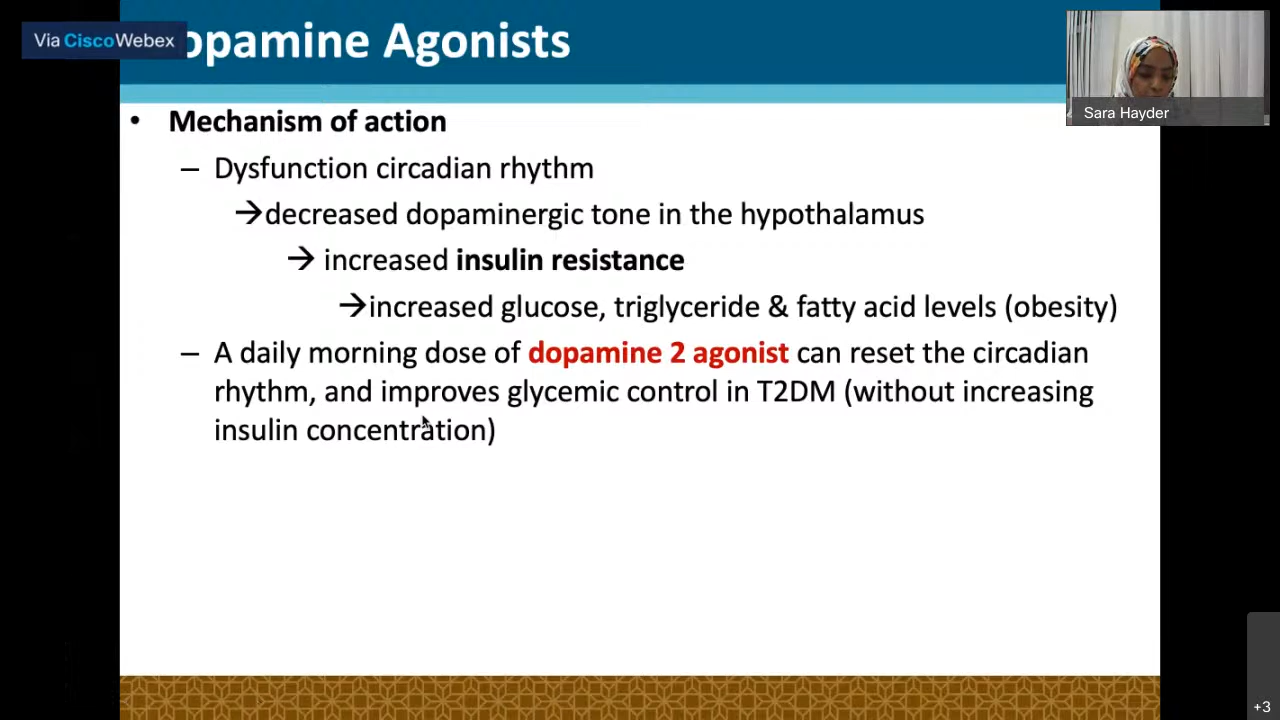 Via CiscoWebex
opamine Agonists
Sara Hayder
• Mechanism of action
– Dysfunction circadian rhythm
→decreased dopaminergic tone in the hypothalamus
→ increased insulin resistance
→increased glucose, triglyceride & fatty acid levels (obesity)
– A daily morning dose of dopamine 2 agonist can reset the circadian
rhythm, and improves glycemic control in T2DM (without increasing
insulin concentration)
+3